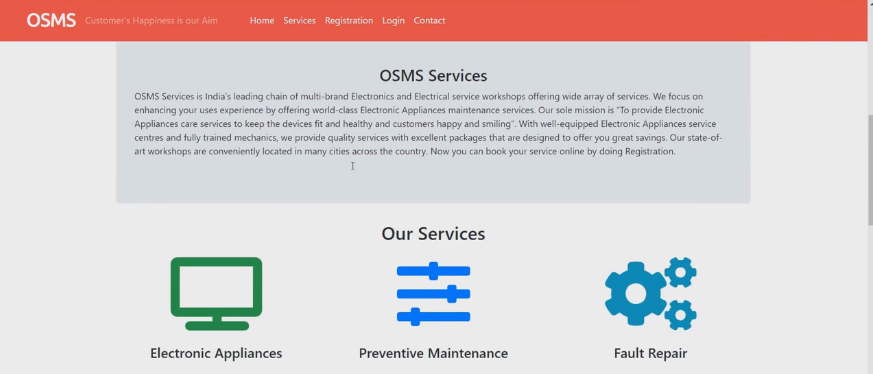 OSMS Customer's Happiness is our Aim Home Services Registration Login Contact
OSMS Services
OSMS Services is India's leading chain of multi-brand Electronics and Electrical service workshops offering wide array of services. We focus on
enhancing your uses experience by offering world-class Electronic Appliances maintenance services. Our sole mission is "To provide Electronic
Appliances care services to keep the devices fit and healthy and customers happy and smiling". With well-equipped Electronic Appliances service
centres and fully trained mechanics, we provide quality services with excellent packages that are designed to offer you great savings. Our state-of-
art workshops are conveniently located in many cities across the country. Now you can book your service online by doing Registration.
Our Services
Electronic Appliances Preventive Maintenance Fault Repair